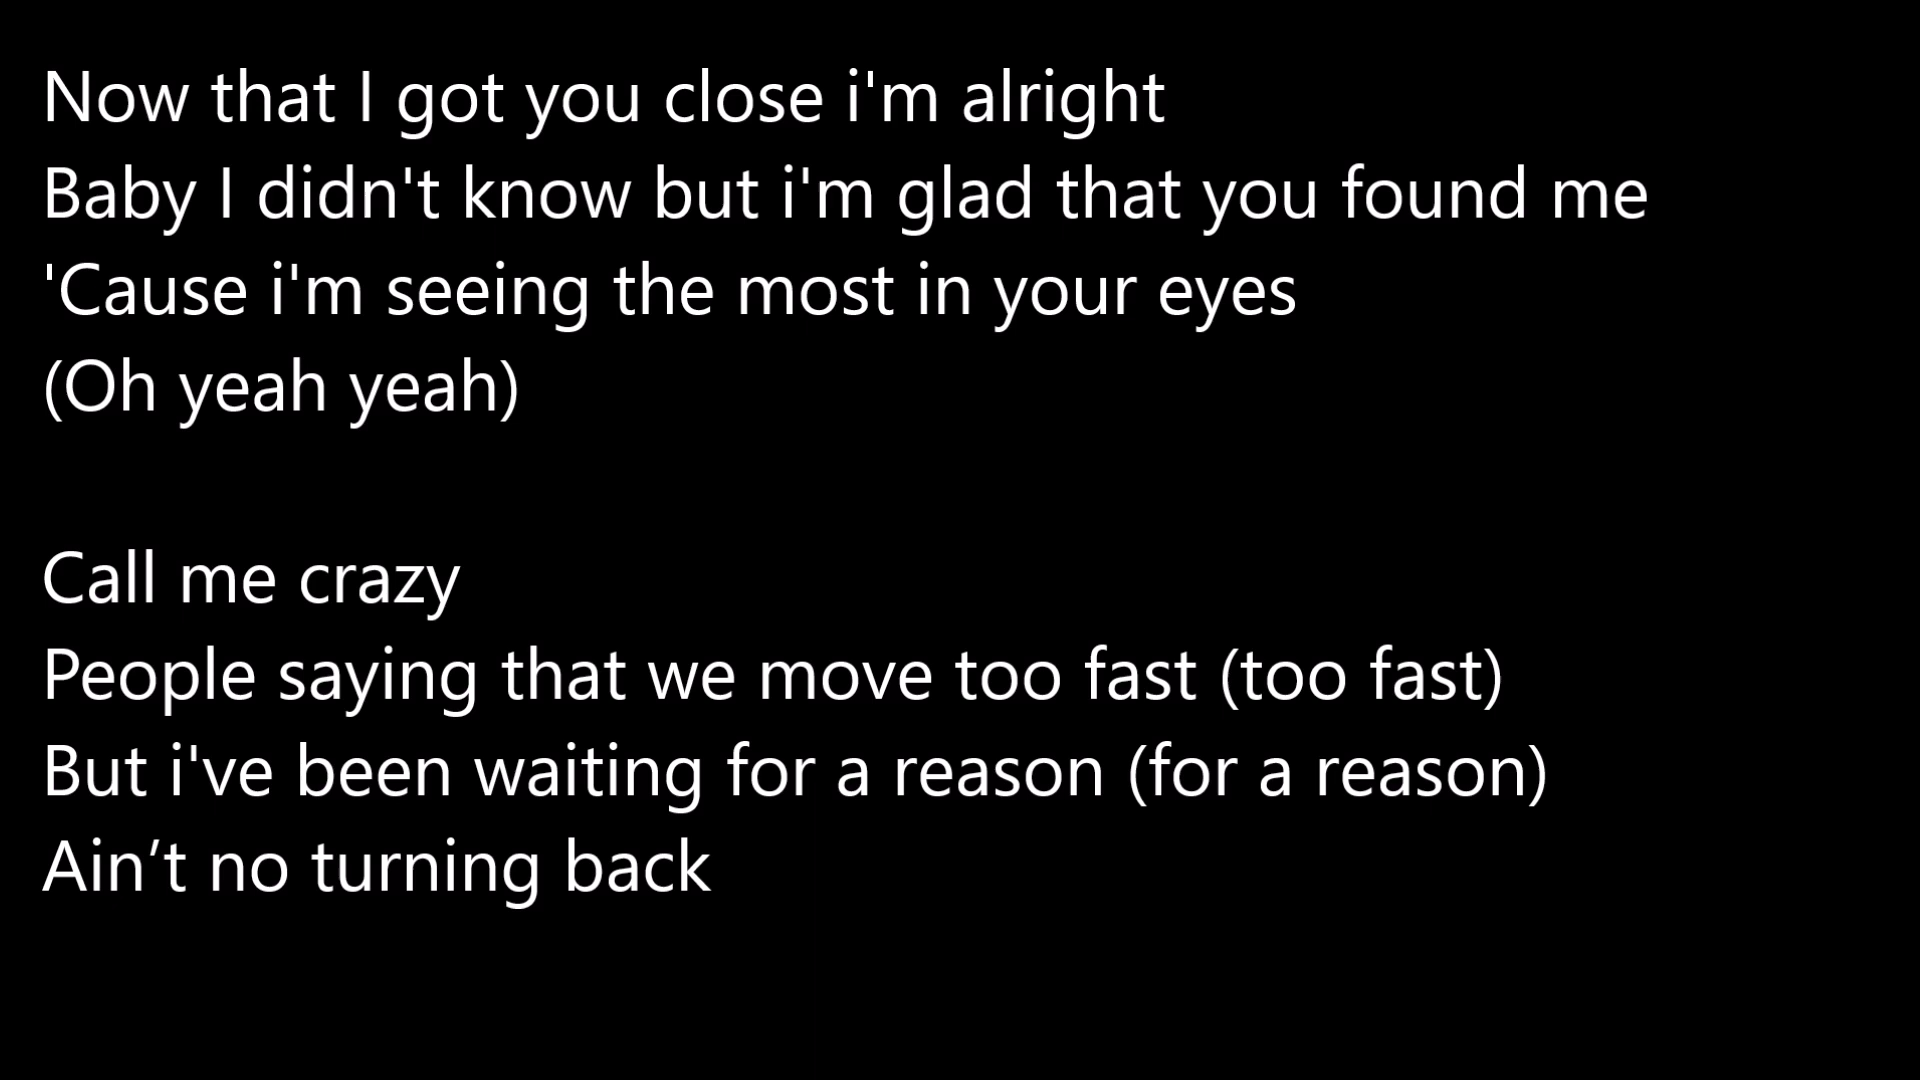 Now that I got you close i'm alright
Baby I didn't know but i'm glad that you found me
'Cause i'm seeing the most in your eyes
(Oh yeah yeah)

Call me crazy
People saying that we move too fast (too fast)
But i've been waiting for a reason (for a reason)
Ain’t no turning back